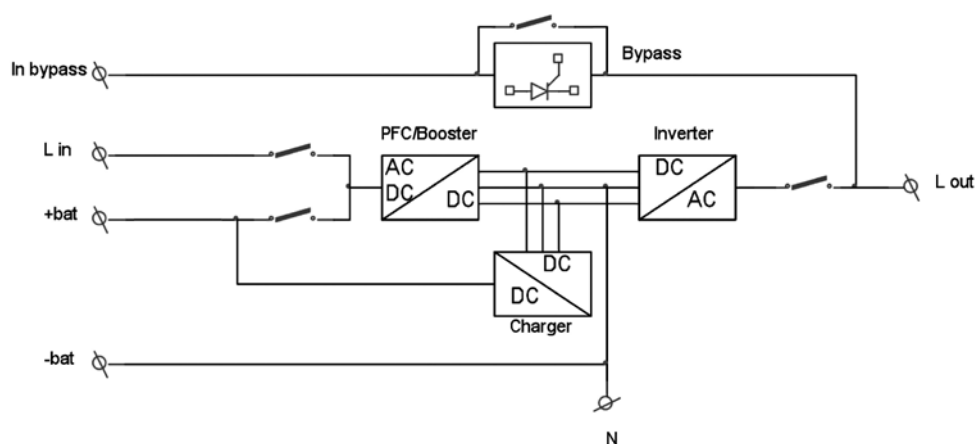 Bypass
In bypass
PFC/Booster
Inverter
L in
AC
DC
DC
DC
AC
L out
+bat
DC
DC
Charger
-bat
N